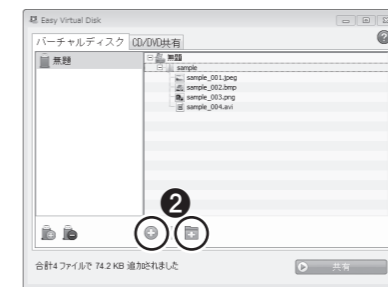 Easy Virtual Disk
バーチャルディスク CD/DVD共有
無題
無題
sample
sample_001.jpeg
sample_002.bmp
sample_003.png
sample_004.avi
2
合計4ファイルで 74.2 KB 追加されました
共有